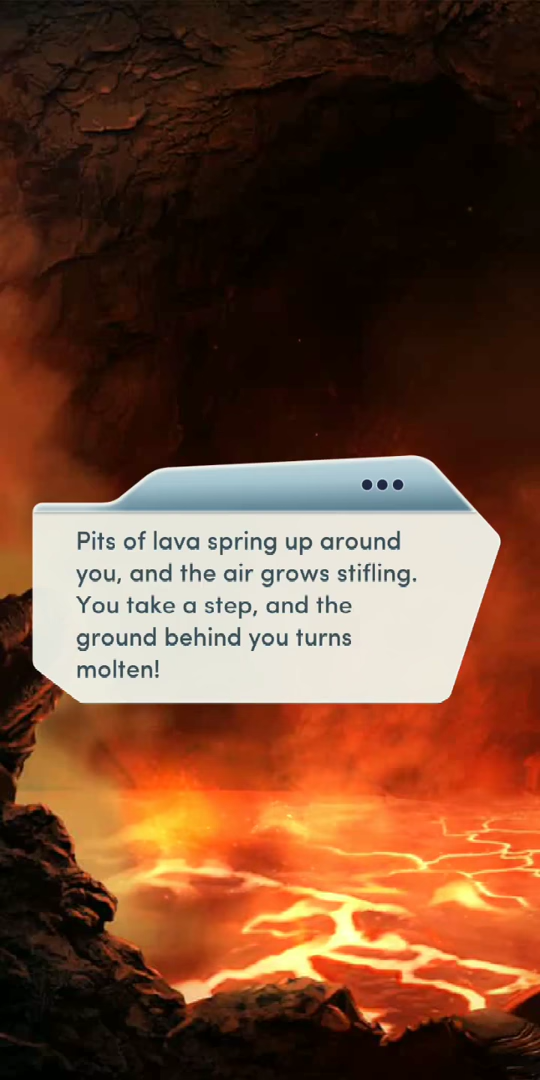 Pits of lava spring up around
you, and the air grows stifling.
You take a step, and the
ground behind you turns
molten!